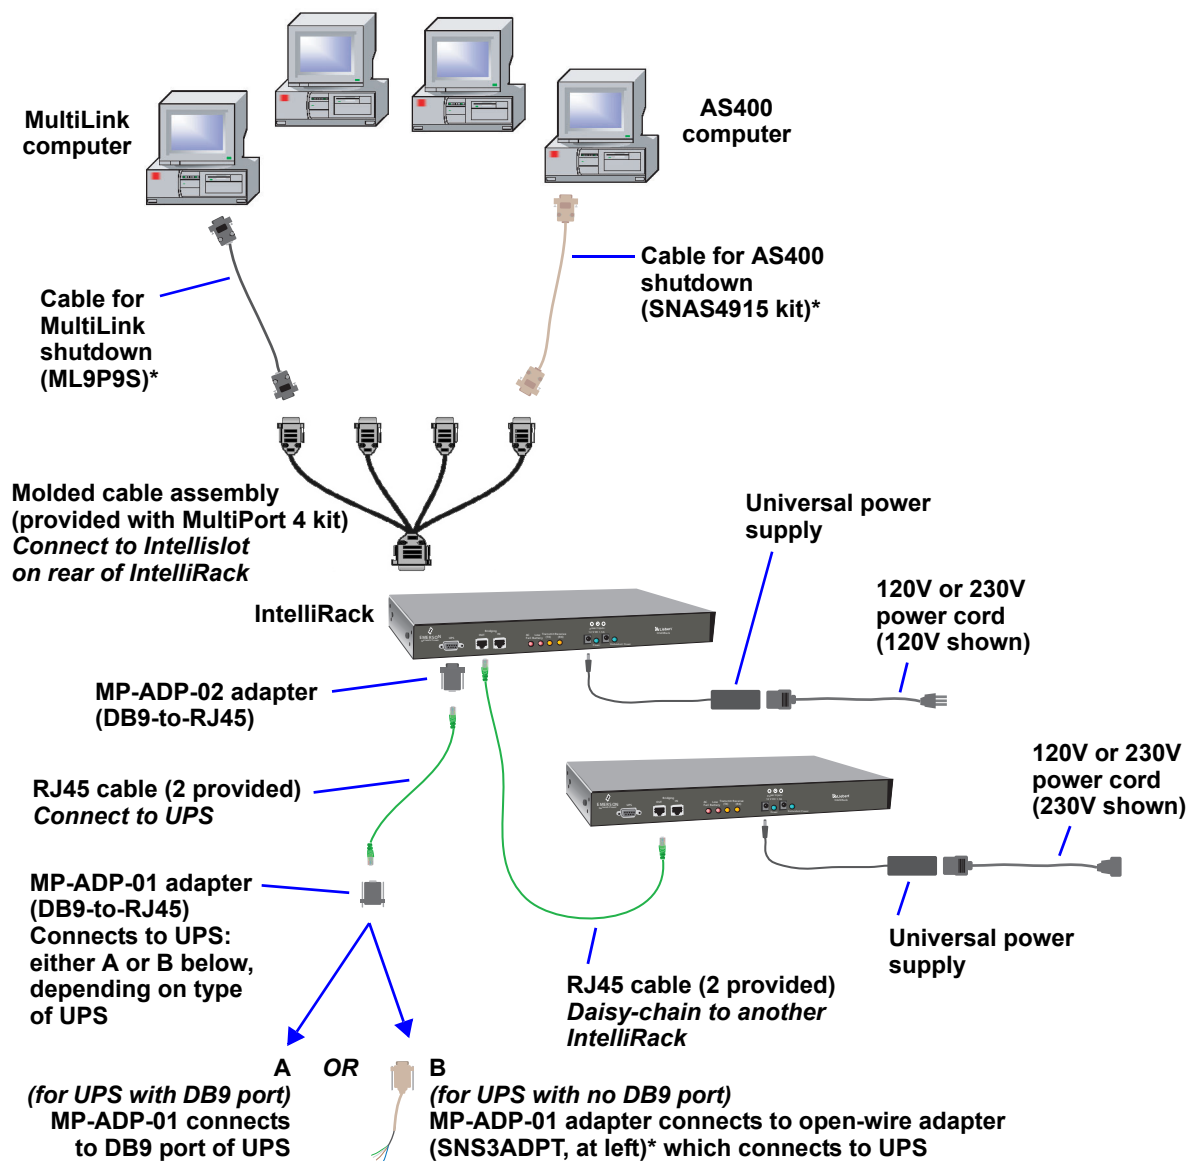 MultiLink
computer
AS400
computer
Cable for AS400
shutdown
(SNAS4915 kit)*
Cable for
MultiLink
shutdown
(ML9P9S)*
Molded cable assembly
(provided with MultiPort 4 kit)
Connect to Intellislot
on rear of IntelliRack
Universal power
supply
120V or 230V
power cord
(120V shown)
IntelliRack
MP-ADP-02 adapter
(DB9-to-RJ45)
120V or 230V
power cord
(230V shown)
RJ45 cable (2 provided)
Connect to UPS
MP-ADP-01 adapter
(DB9-to-RJ45)
Connects to UPS:
either A or B below,
depending on type
of UPS
Universal power
supply
RJ45 cable (2 provided)
Daisy-chain to another
IntelliRack
A OR B
(for UPS with DB9 port)
MP-ADP-01 connects
to DB9 port of UPS
(for UPS with no DB9 port)
MP-ADP-01 adapter connects to open-wire adapter
(SNS3ADPT, at left)* which connects to UPS